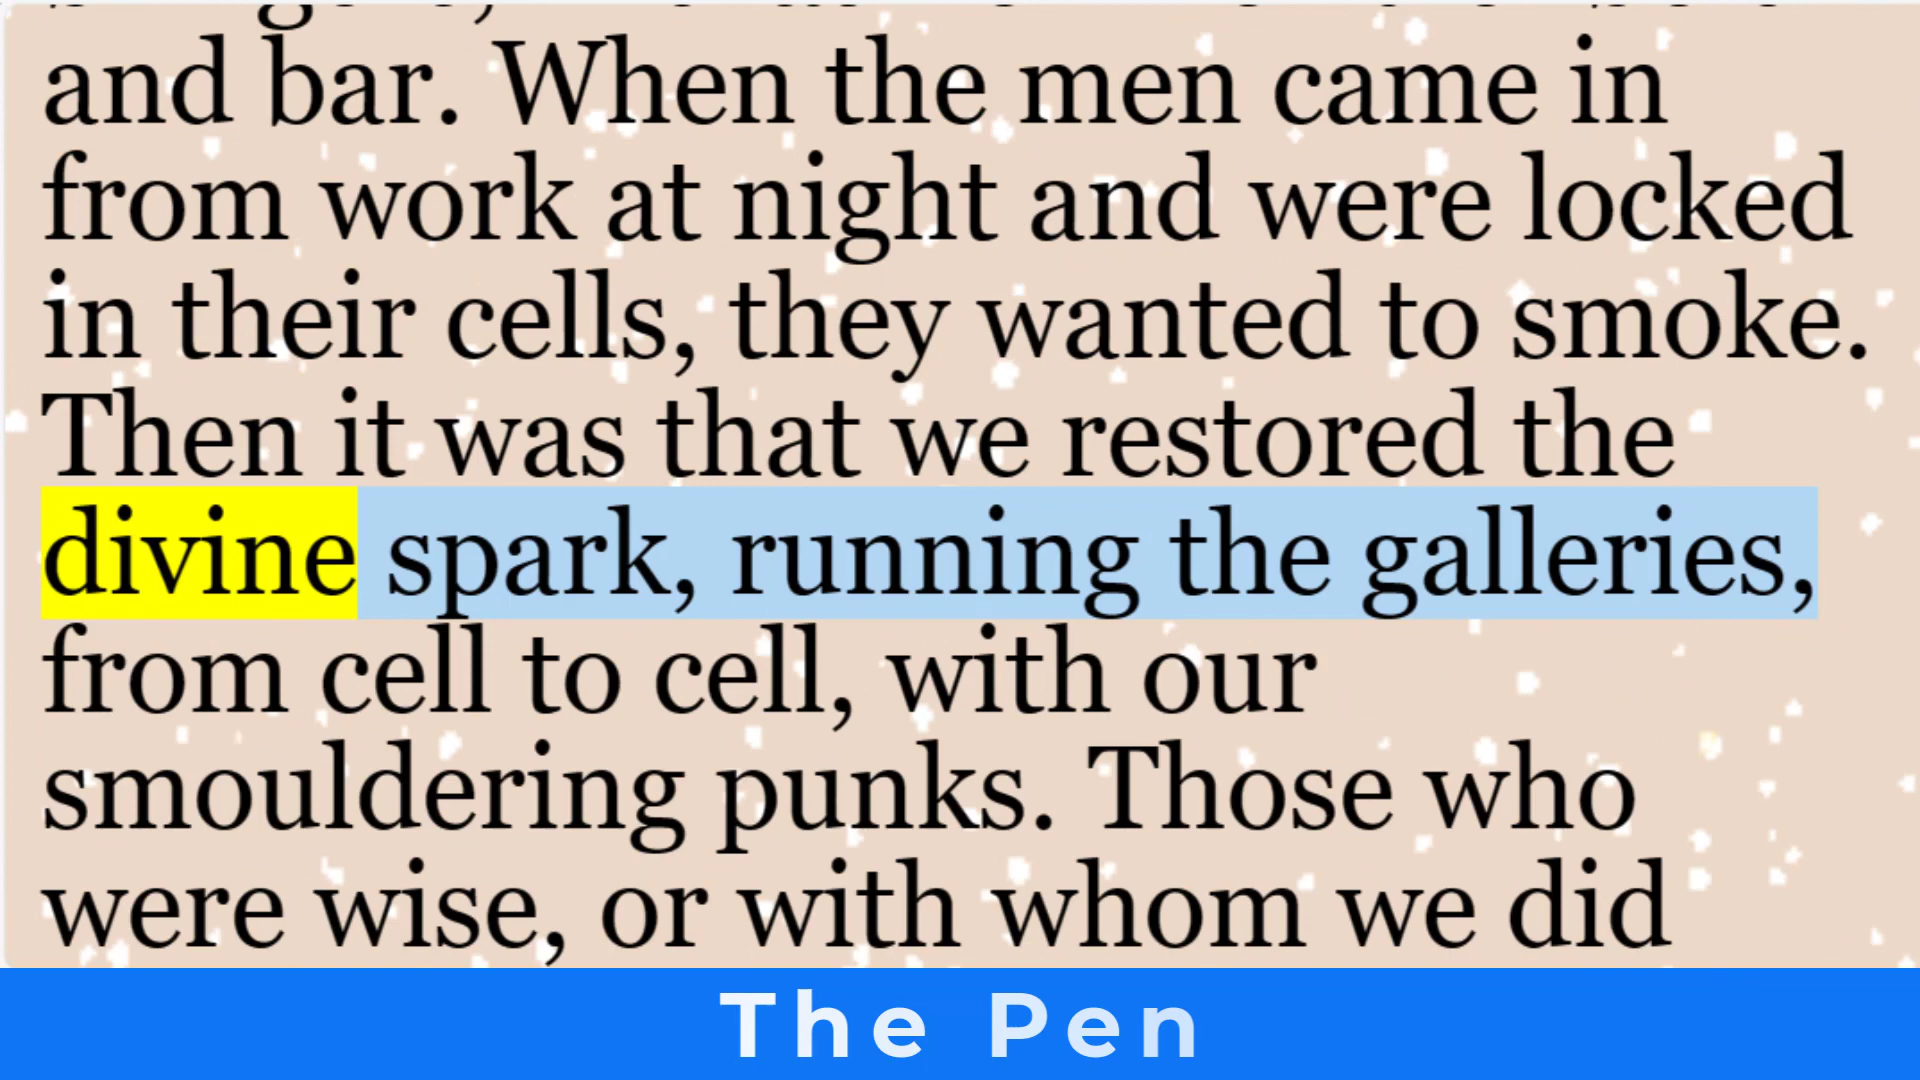 and bar. When the men came in
from work at night and were locked
in their cells, they wanted to smoke.
Then it was that we restored the
divine spark, running the galleries,
from cell to cell, with our
smouldering punks. Those who
were wise, or with whom we did
The Pen